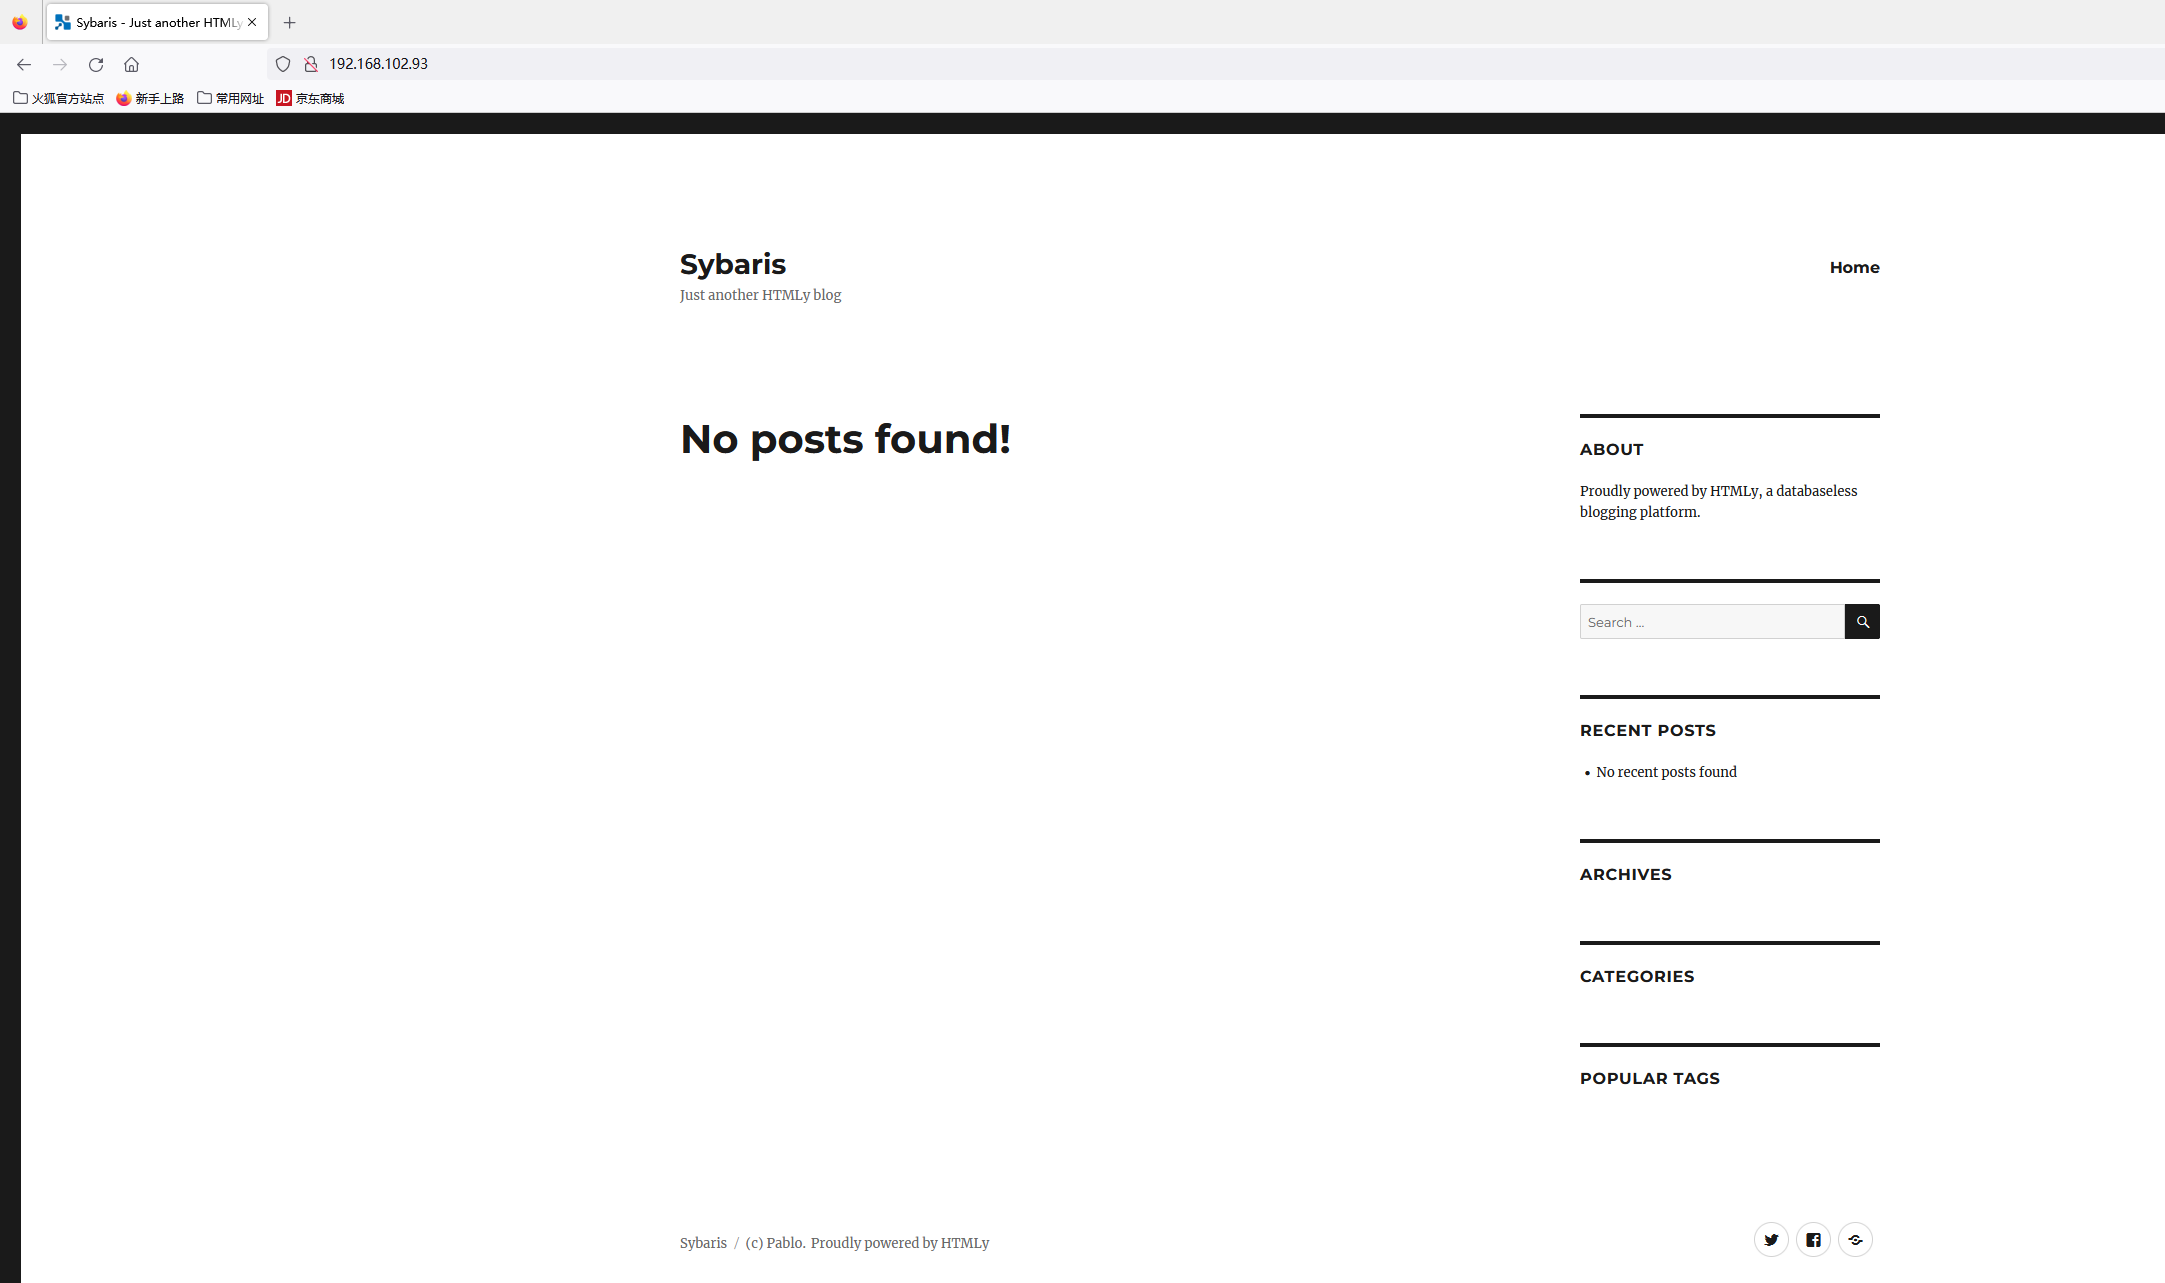 Sybaris - Just another HTMLy
192.168.102.93
火狐官方站点 新手上路 常用网址 JD 京东商城
Sybaris
Just another HTMLy blog
Home
No posts found!
ABOUT
Proudly powered by HTMLy, a databaseless
blogging platform.
Search ...
RECENT POSTS
• No recent posts found
ARCHIVES
CATEGORIES
POPULAR TAGS
Sybaris / (c) Pablo. Proudly powered by HTMLy